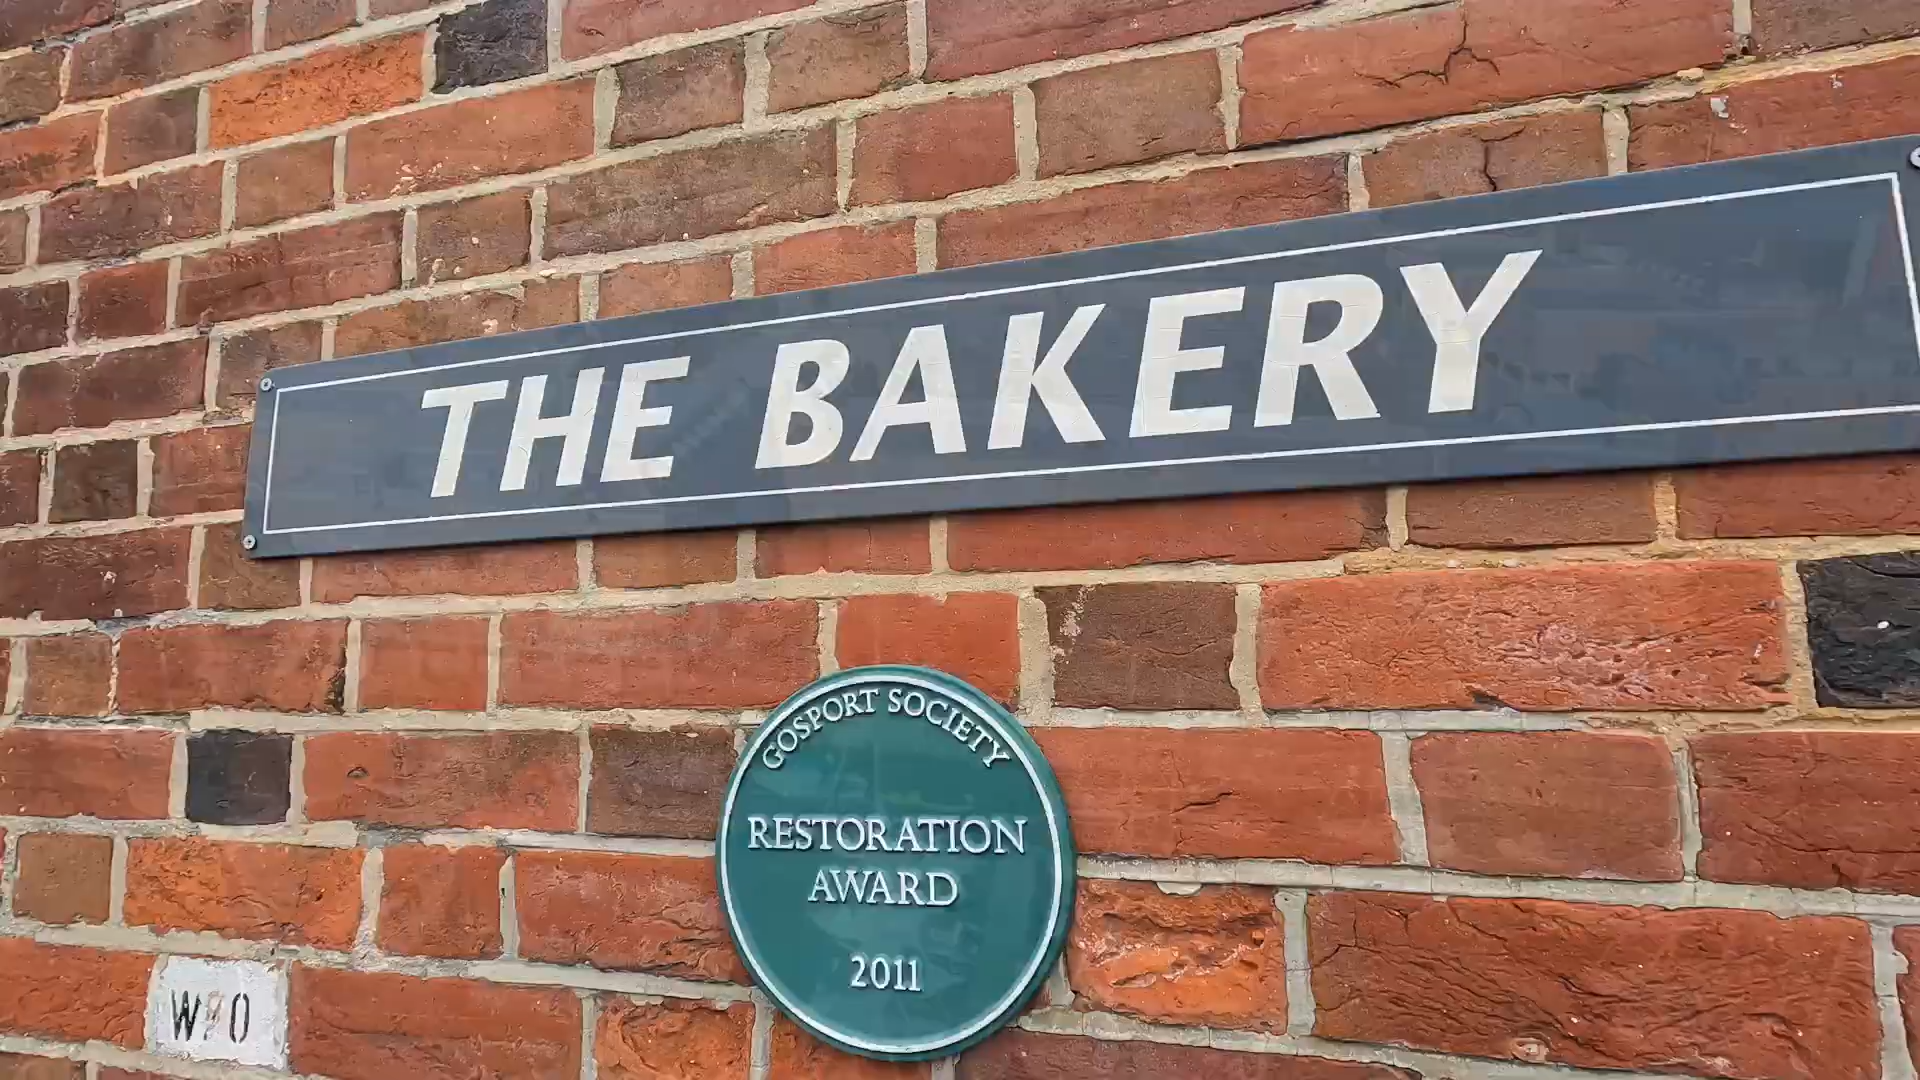 THE BAKERY
GOSPORT SOCIETY
RESTORATION
AWARD
2011